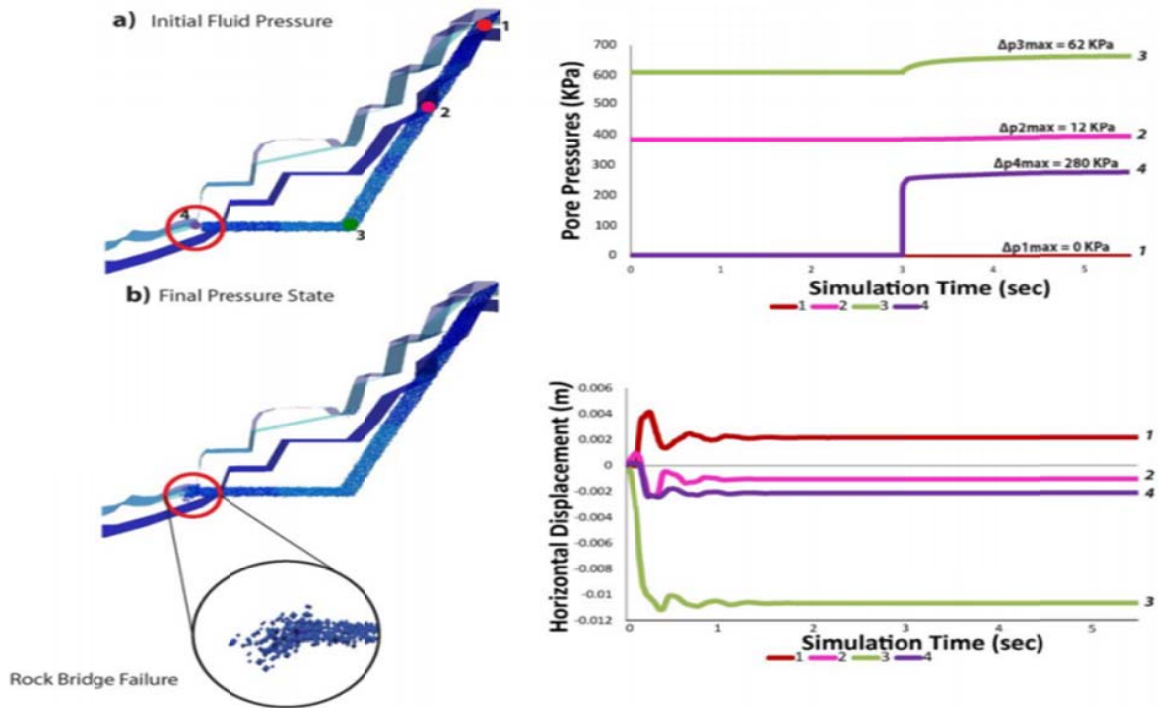 a) Initial Fluid Pressure
1
2
3
4
b) Final Pressure State
Rock Bridge Failure
Pore Pressures (KPa)
700
600
500
400
300
200
100
0
Δp3max = 62 KPa
3
Δp2max = 12 KPa
2
Δp4max = 280 KPa
4
Δp1max = 0 KPa
1
0 1 2 3 4 5
Simulation Time (sec)
1 2 3 4
Horizontal Displacement (m)
0.006
0.004
0.002
0
-0.002
-0.004
-0.006
-0.008
-0.01
-0.012
1
2
4
3
0 1 2 3 4 5
Simulation Time (sec)
1 2 3 4